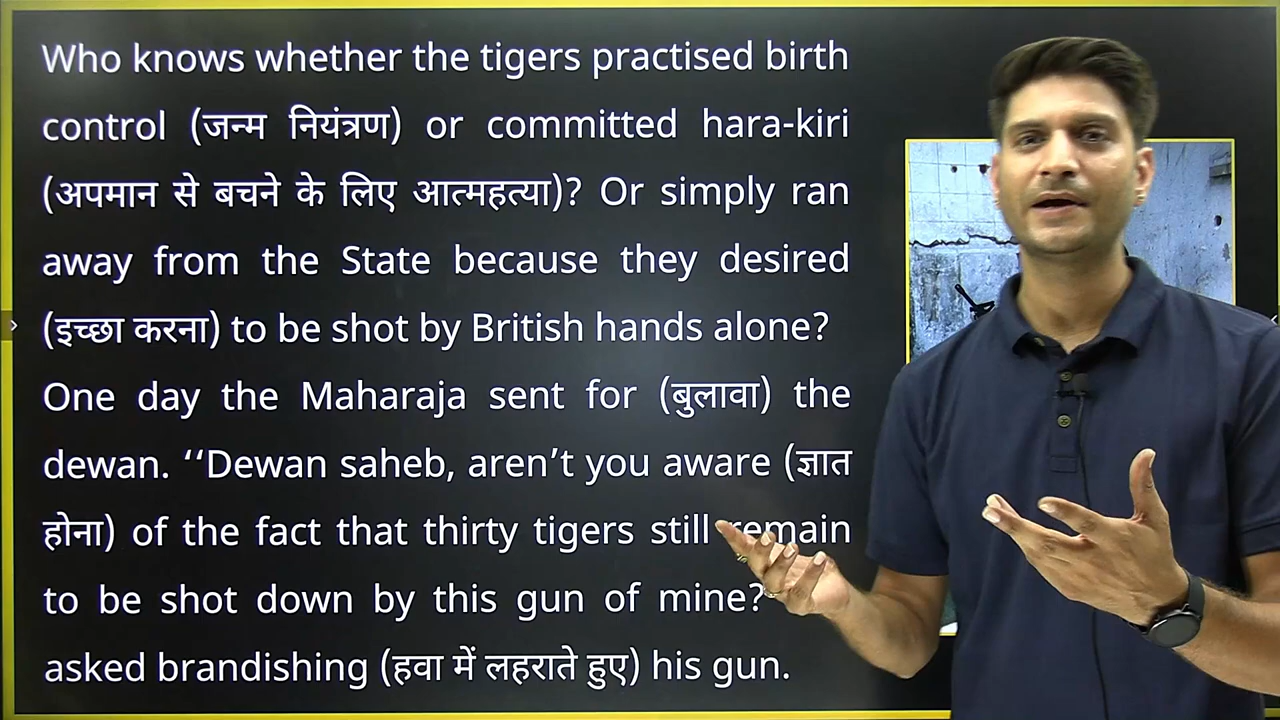 Who knows whether the tigers practised birth
control (जन्म नियंत्रण) or committed hara-kiri
(अपमान से बचने के लिए आत्महत्या)? Or simply ran
away from the State because they desired
(इच्छा करना) to be shot by British hands alone?
One day the Maharaja sent for (बुलावा) the
dewan. ‘‘Dewan saheb, aren’t you aware (ज्ञात
होना) of the fact that thirty tigers still remain
to be shot down by this gun of mine?
asked brandishing (हवा में लहराते हुए) his gun.